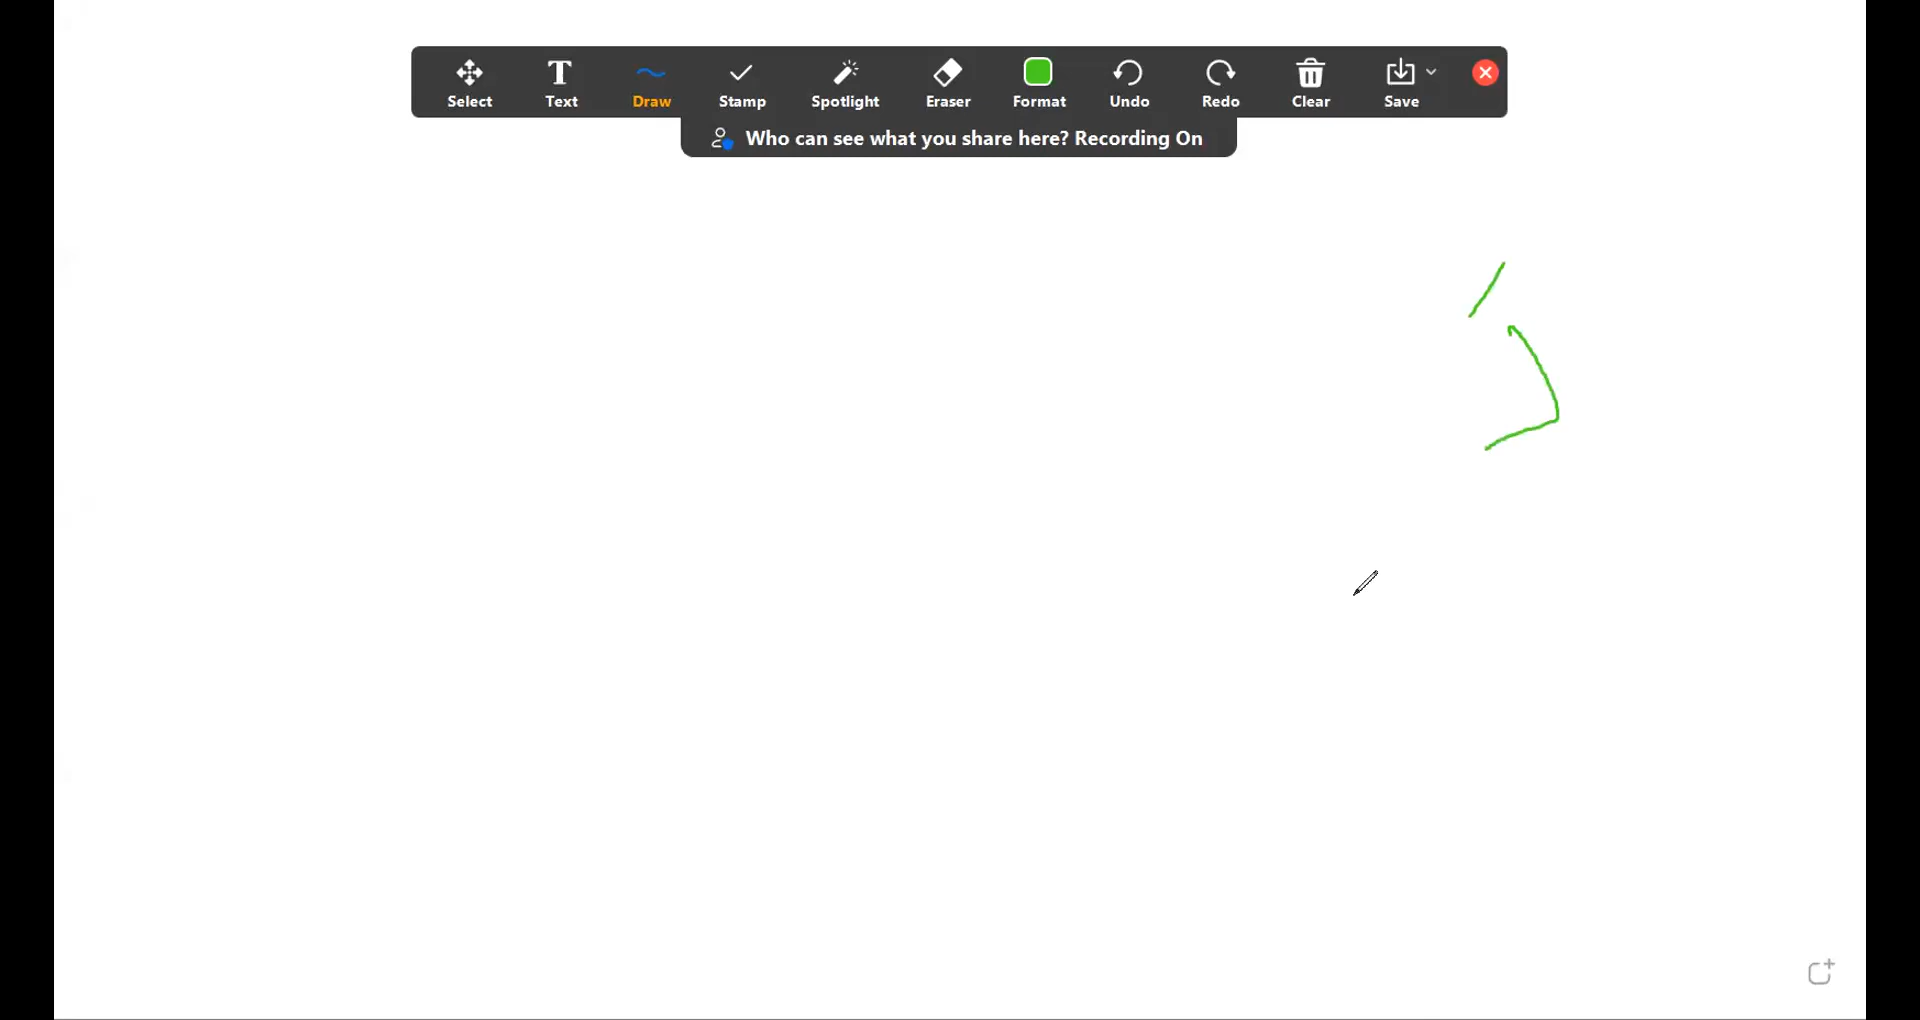 Select Text Draw Stamp Spotlight Eraser Format Undo Redo Clear Save
Who can see what you share here? Recording On